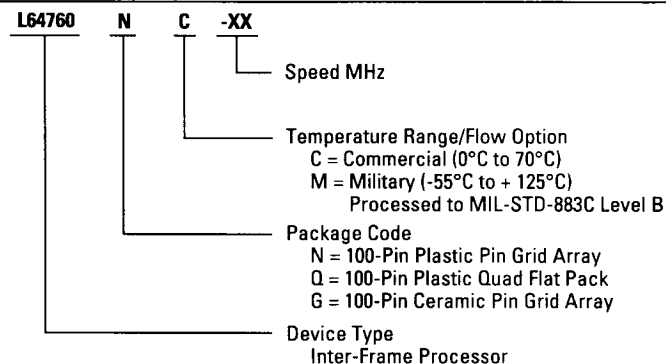 L64760 N C -XX
Speed MHz
Temperature Range/Flow Option
C = Commercial (0°C to 70°C)
M = Military (-55°C to + 125°C)
Processed to MIL-STD-883C Level B
Package Code
N = 100-Pin Plastic Pin Grid Array
Q = 100-Pin Plastic Quad Flat Pack
G = 100-Pin Ceramic Pin Grid Array
Device Type
Inter-Frame Processor